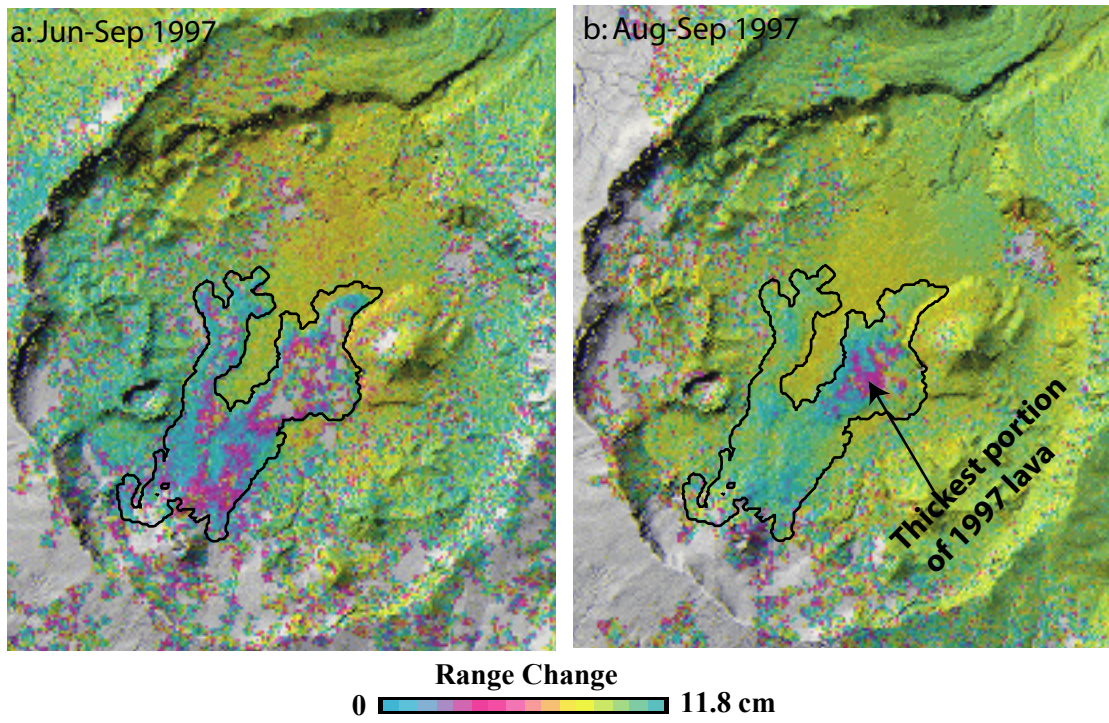 a: Jun-Sep 1997
b: Aug-Sep 1997
Thickest portion
of 1997 lava
Range Change
0 11.8 cm